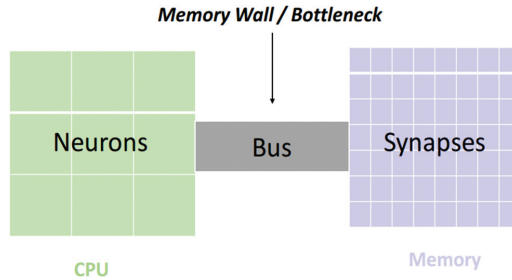 Memory Wall / Bottleneck
Neurons
Bus
Synapses
CPU
Memory